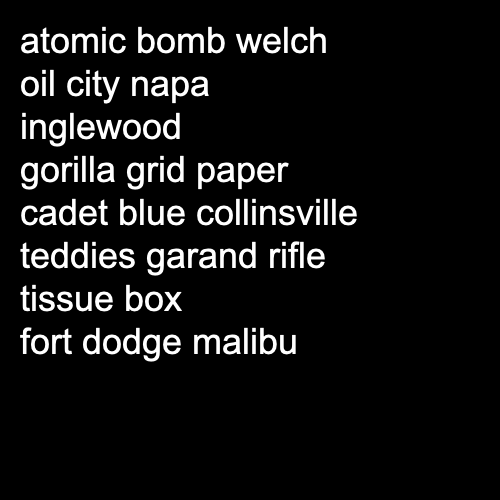 atomic bomb welch
oil city napa
inglewood
gorilla grid paper
cadet blue collinsville
teddies garand rifle
tissue box
fort dodge malibu